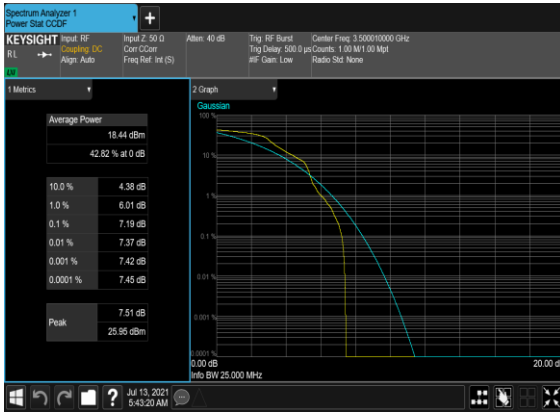 Spectrum Analyzer 1
Power Stat CCDF
KEYSIGHT
RL
Input: RF
Coupling: DC
Align: Auto
Input Z: 50 Ω
Corr CCorr
Freq Ref: Int (S)
Atten: 40 dB
Trig: RF Burst
Trig Delay: 500.0 µs
#IF Gain: Low
Center Freq: 3.500010000 GHz
Counts: 1.00 M/1.00 Mpt
Radio Std: None
1 Metrics
Average Power
18.44 dBm
42.82 % at 0 dB
10.0 % 4.38 dB
1.0 % 6.01 dB
0.1 % 7.19 dB
0.01 % 7.37 dB
0.001 % 7.42 dB
0.0001 % 7.45 dB
Peak
7.51 dB
25.95 dBm
2 Graph
Gaussian
100 %
10 %
1 %
0.1 %
0.01 %
0.001 %
0.0001 %
0.00 dB
20.00 d
Info BW 25.000 MHz
Jul 13, 2021
5:43:20 AM